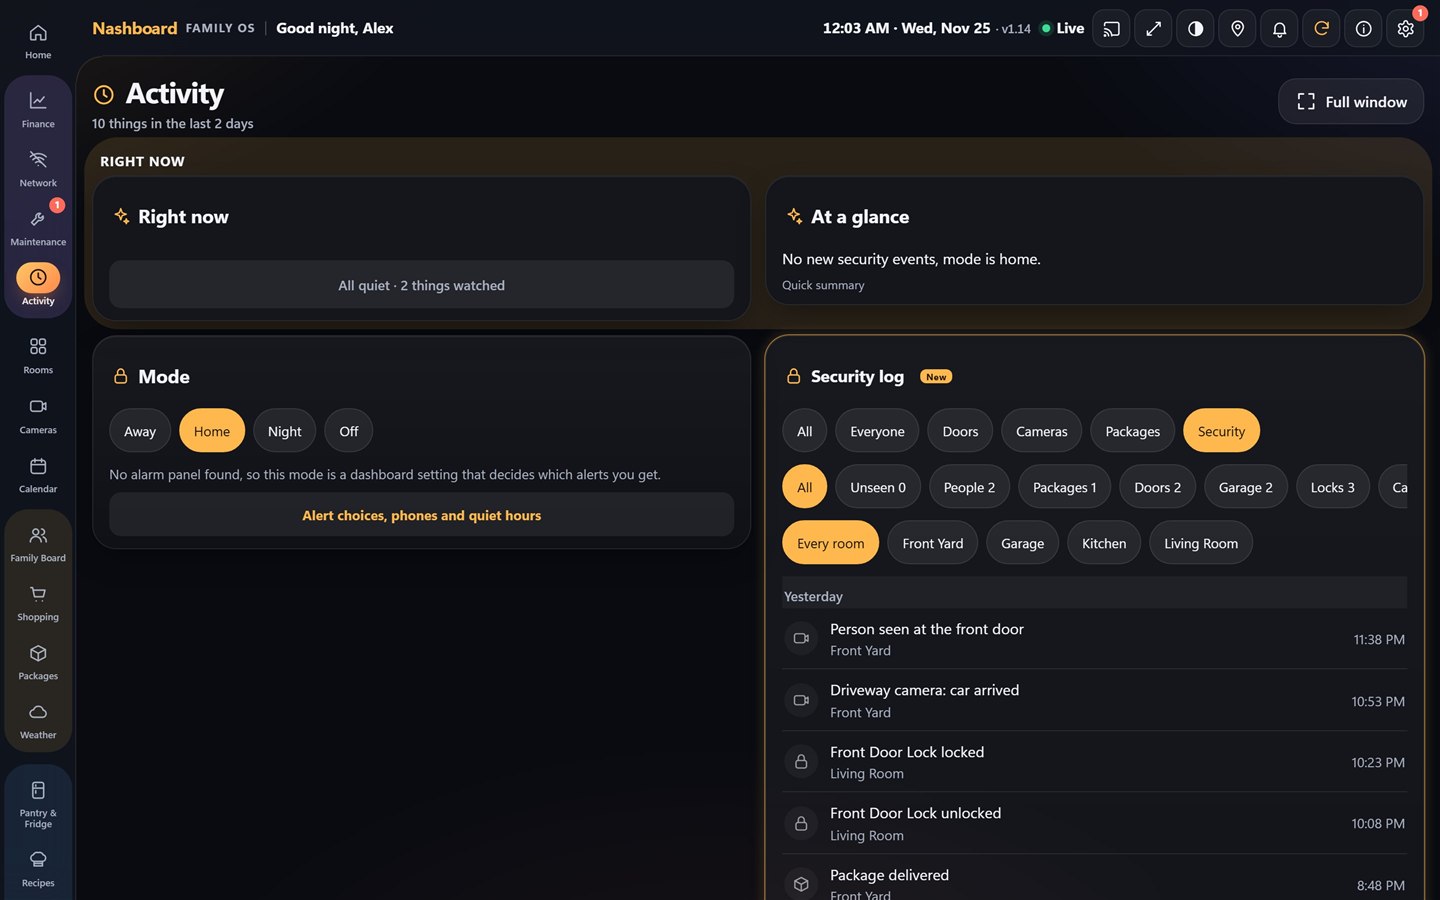 Nashboard FAMILY OS Good night, Alex
12:03 AM · Wed, Nov 25 · v1.14 Live
1
Home
Finance
Network
1
Maintenance
Activity
Rooms
Cameras
Calendar
Family Board
Shopping
Packages
Weather
Pantry &
Fridge
Recipes
Activity
10 things in the last 2 days
Full window
RIGHT NOW
Right now
All quiet · 2 things watched
At a glance
No new security events, mode is home.
Quick summary
Mode
Away Home Night Off
No alarm panel found, so this mode is a dashboard setting that decides which alerts you get.
Alert choices, phones and quiet hours
Security log New
All Everyone Doors Cameras Packages Security
All Unseen 0 People 2 Packages 1 Doors 2 Garage 2 Locks 3 Ca
Every room Front Yard Garage Kitchen Living Room
Yesterday
Person seen at the front door
Front Yard
11:38 PM
Driveway camera: car arrived
Front Yard
10:53 PM
Front Door Lock locked
Living Room
10:23 PM
Front Door Lock unlocked
Living Room
10:08 PM
Package delivered
Front Yard
8:48 PM